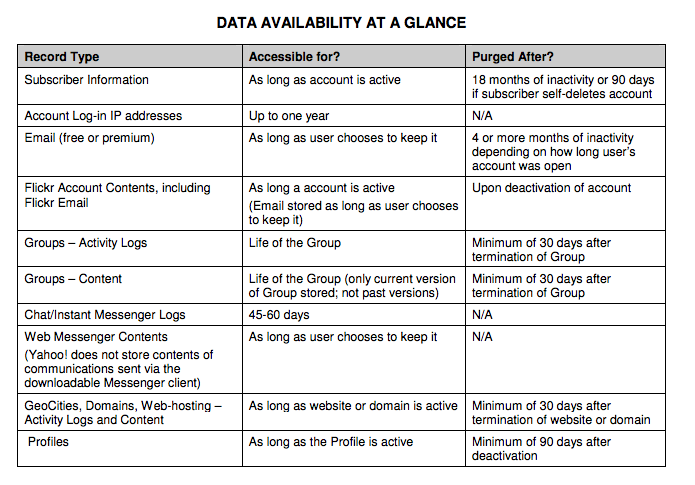 DATA AVAILABILITY AT A GLANCE
Record Type
Accessible for?
Purged After?
Subscriber Information
As long as account is active
18 months of inactivity or 90 days
if subscriber self-deletes account
Account Log-in IP addresses
Up to one year
N/A
Email (free or premium)
As long as user chooses to keep it
4 or more months of inactivity
depending on how long user's
account was open
Flickr Account Contents, including
Flickr Email
As long a account is active
(Email stored as long as user chooses
to keep it)
Upon deactivation of account
Groups – Activity Logs
Life of the Group
Minimum of 30 days after
termination of Group
Groups – Content
Life of the Group (only current version
of Group stored; not past versions)
Minimum of 30 days after
termination of Group
Chat/Instant Messenger Logs
45-60 days
N/A
Web Messenger Contents
(Yahoo! does not store contents of
communications sent via the
downloadable Messenger client)
As long as user chooses to keep it
N/A
GeoCities, Domains, Web-hosting –
Activity Logs and Content
As long as website or domain is active
Minimum of 30 days after
termination of website or domain
Profiles
As long as the Profile is active
Minimum of 90 days after
deactivation